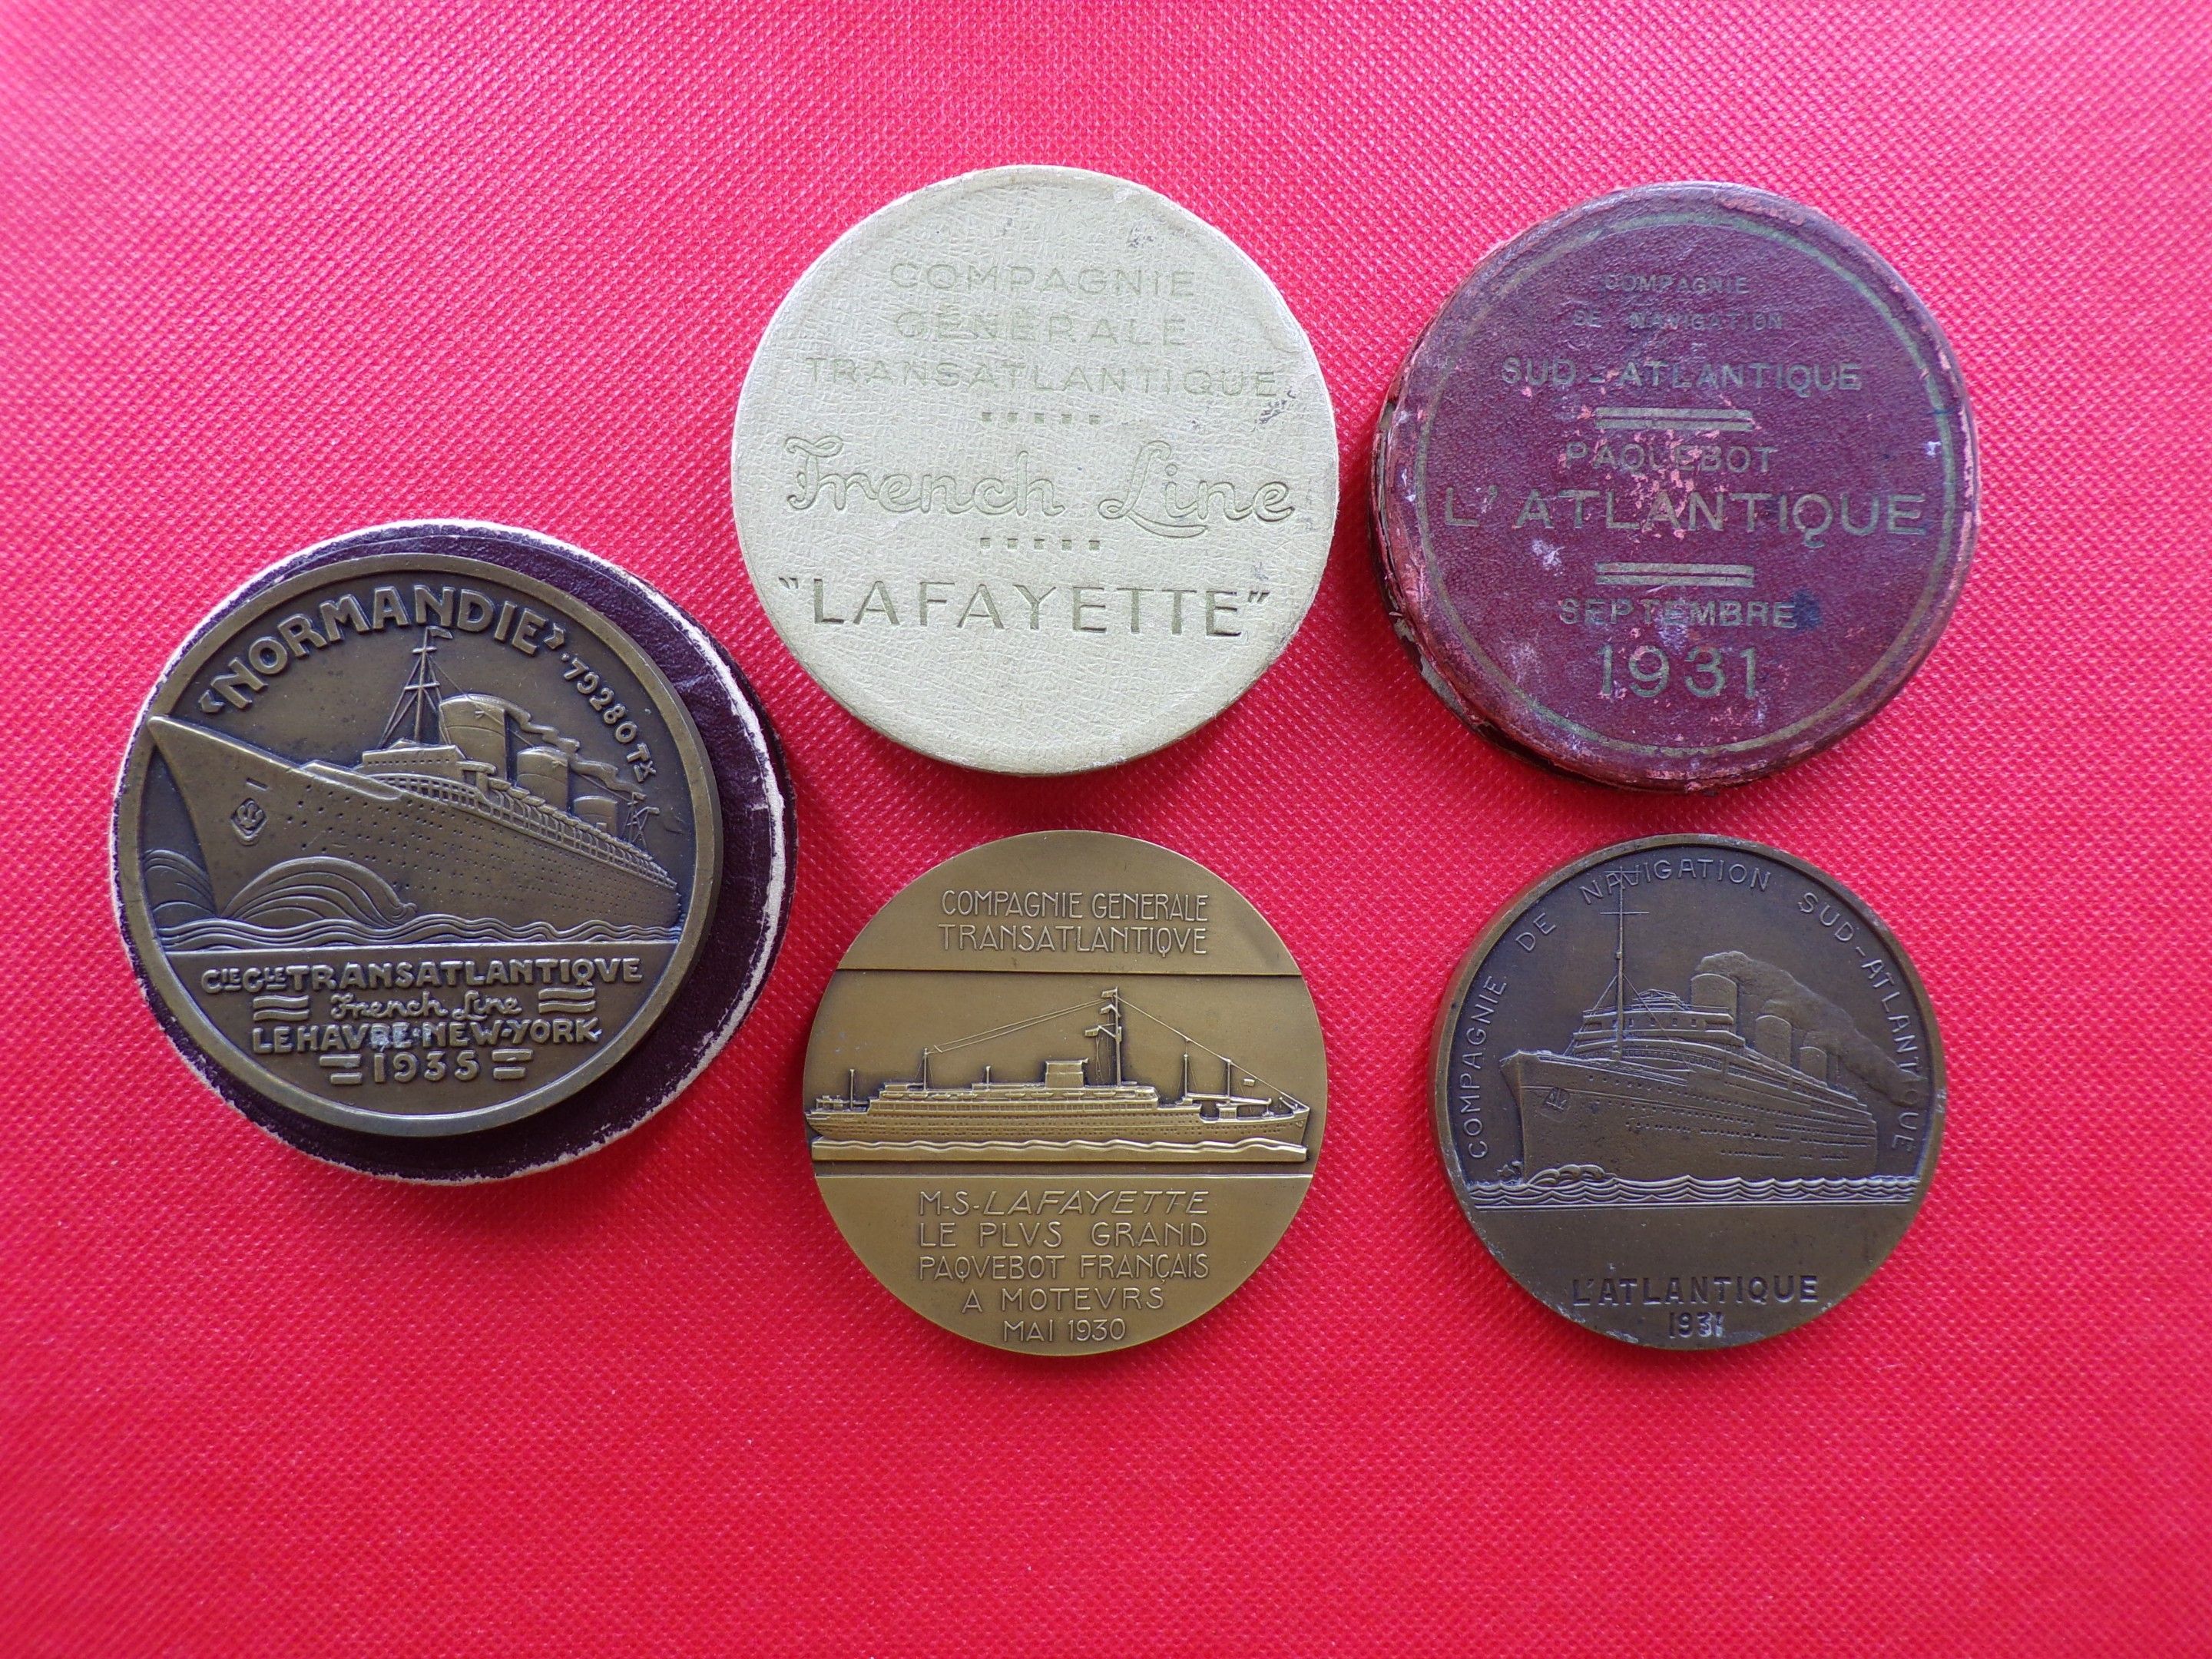 "NORMANDIE" · 79280 Tx
CIE GLE TRANSATLANTIQVE
French Line
LE HAVRE · NEW-YORK
1935
COMPAGNIE
GÉNÉRALE
TRANSATLANTIQUE
French Line
"LAFAYETTE"
COMPAGNIE GENERALE
TRANSATLANTIQVE
M-S-LAFAYETTE
LE PLVS GRAND
PAQVEBOT FRANÇAIS
A MOTEVRS
MAI 1930
COMPAGNIE
DE NAVIGATION
SUD-ATLANTIQUE
PAQUEBOT
L'ATLANTIQUE
SEPTEMBRE
1931
COMPAGNIE DE NAVIGATION SUD-ATLANTIQUE
L'ATLANTIQUE
1931